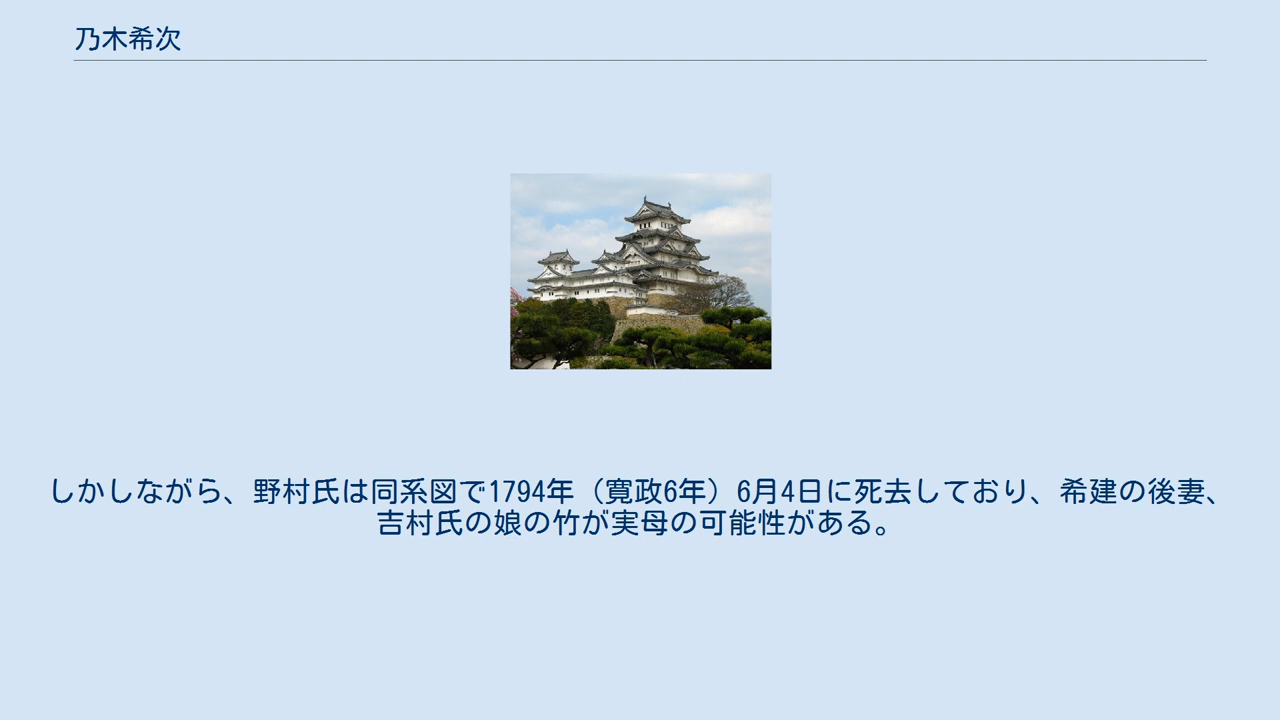 乃木希次
しかしながら、野村氏は同系図で1794年（寛政6年）6月4日に死去しており、希建の後妻、
吉村氏の娘の竹が実母の可能性がある。